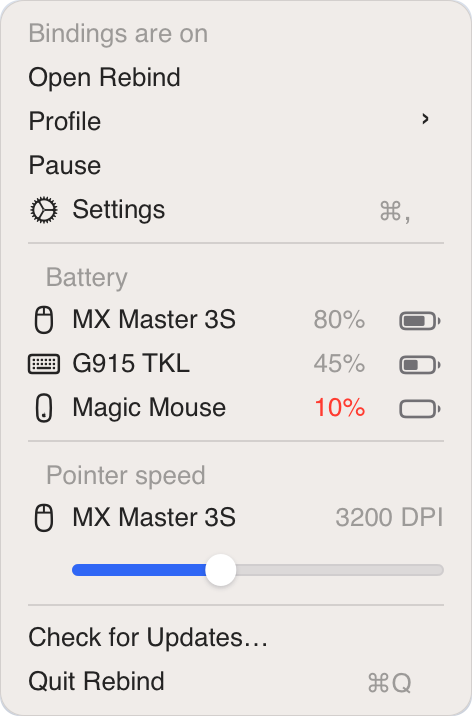 Bindings are on
Open Rebind
Profile ›
Pause
Settings ⌘,
Battery
MX Master 3S 80%
G915 TKL 45%
Magic Mouse 10%
Pointer speed
MX Master 3S 3200 DPI
Check for Updates…
Quit Rebind ⌘Q